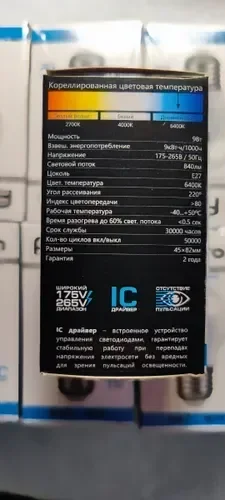 Кореллированная цветовая температура
2700K 4000K 6400K
Мощность 9Вт
Взвеш. энергопотребление 9кВт·ч/1000ч
Напряжение 175-265В / 50Гц
Световой поток 840лм
Цоколь E27
Цвет. температура 6400K
Угол рассеивания 220°
Индекс цветопередачи >80
Рабочая температура -40...+50°C
Время разогрева до 60% свет. потока <0.5 сек
Срок службы 30000 часов
Кол-во циклов вкл/выкл 50000
Размеры 45×82мм
Гарантия 2 года
ШИРОКИЙ
175V
265V
ДИАПАЗОН
IC
ДРАЙВЕР
ОТСУТСТВИЕ
ПУЛЬСАЦИИ
IC драйвер – встроенное устройство
управления светодиодами, гарантирует
стабильную работу при перепадах
напряжения электросети без вредных
для зрения пульсаций освещенности.